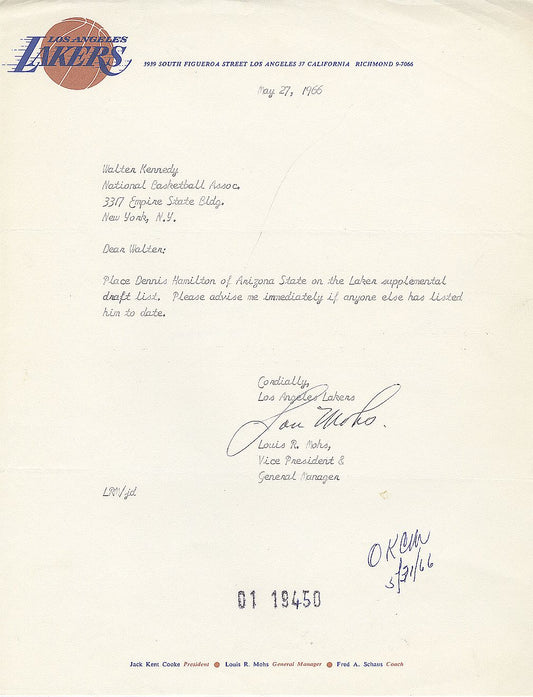 LOS ANGELES
LAKERS
1939 SOUTH FIGUEROA STREET LOS ANGELES 37 CALIFORNIA RICHMOND 9-7066
May 27, 1966
Walter Kennedy
National Basketball Assoc.
3317 Empire State Bldg.
New York, N.Y.
Dear Walter:
Place Dennis Hamilton of Arizona State on the Laker supplemental
draft list. Please advise me immediately if anyone else has listed
him to date.
Cordially,
Los Angeles Lakers
Lou Mohs.
Louis R. Mohs,
Vice President &
General Manager
LRM/jd
OK CM
5/31/66
01 19450
Jack Kent Cooke President Louis R. Mohs General Manager Fred A. Schaus Coach